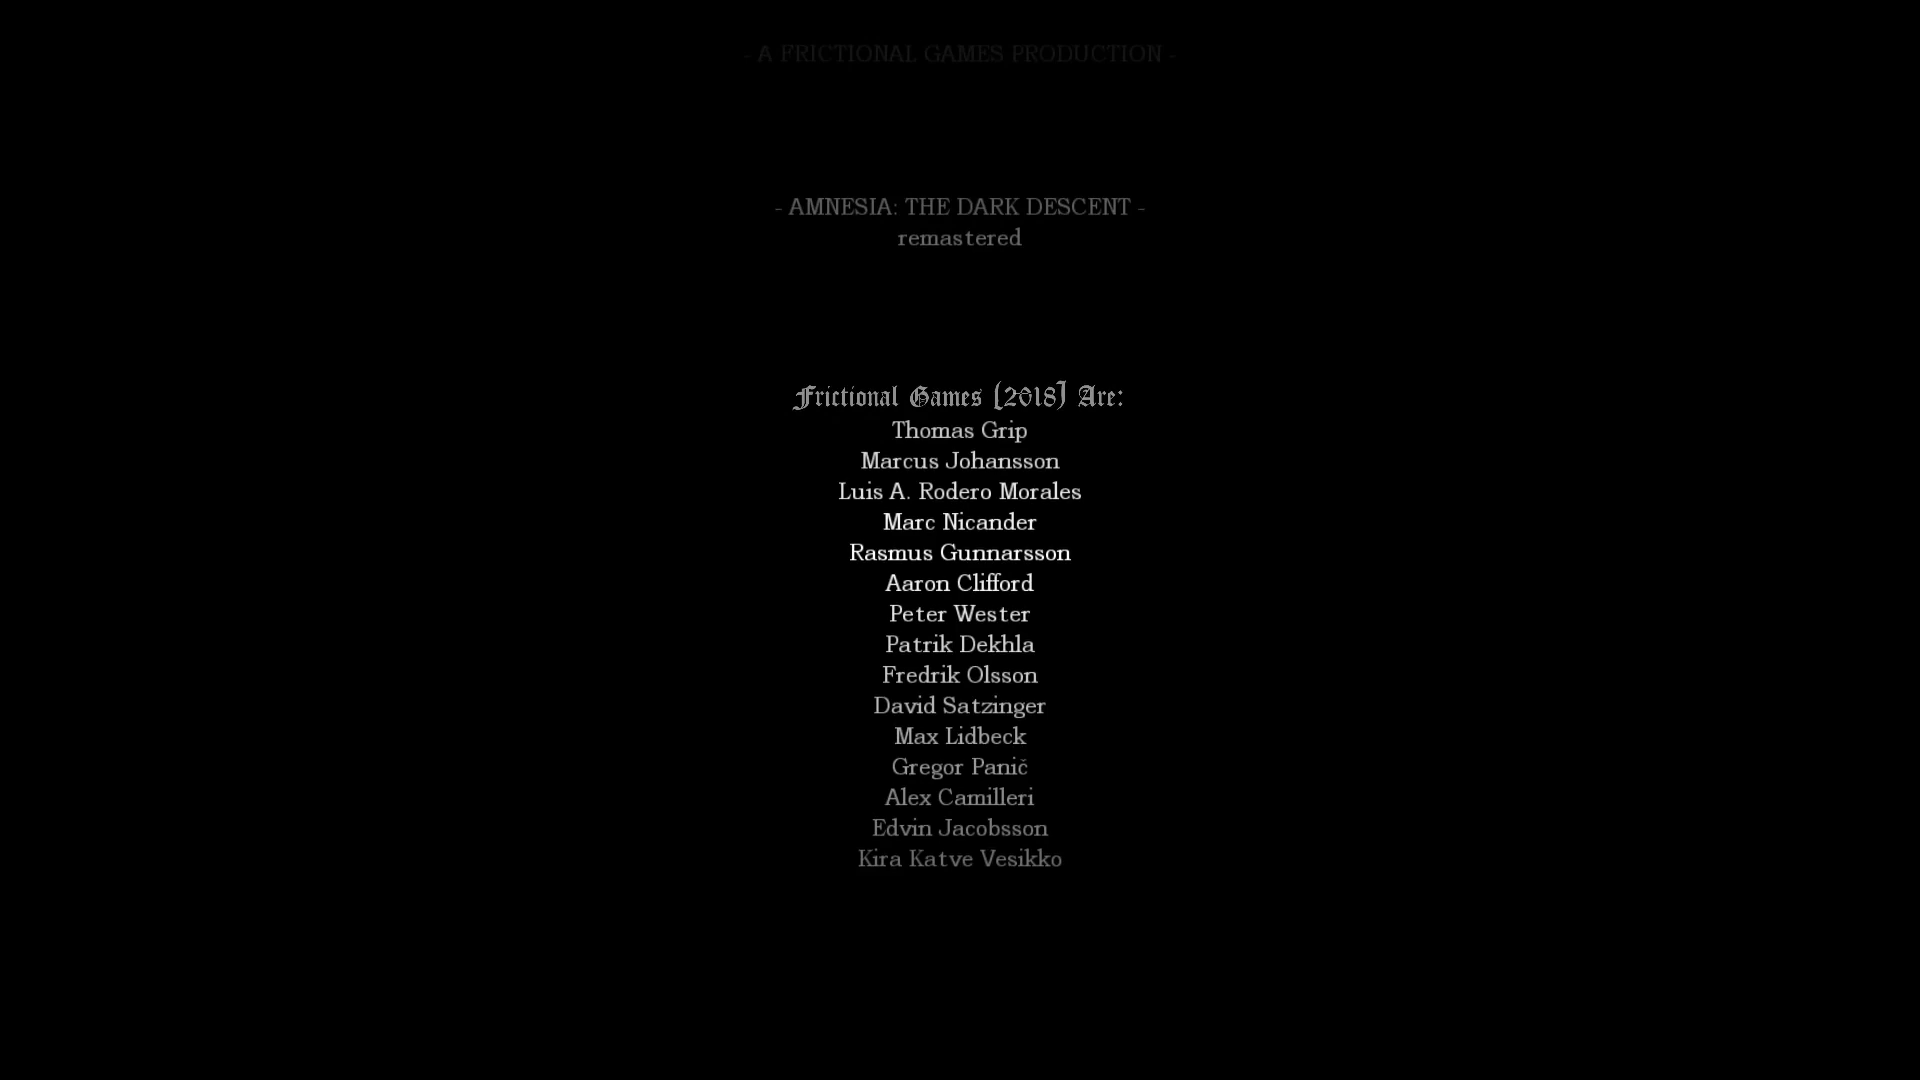 - A FRICTIONAL GAMES PRODUCTION -
- AMNESIA: THE DARK DESCENT -
remastered
Frictional Games [2018] Are:
Thomas Grip
Marcus Johansson
Luis A. Rodero Morales
Marc Nicander
Rasmus Gunnarsson
Aaron Clifford
Peter Wester
Patrik Dekhla
Fredrik Olsson
David Satzinger
Max Lidbeck
Gregor Panič
Alex Camilleri
Edvin Jacobsson
Kira Katve Vesikko